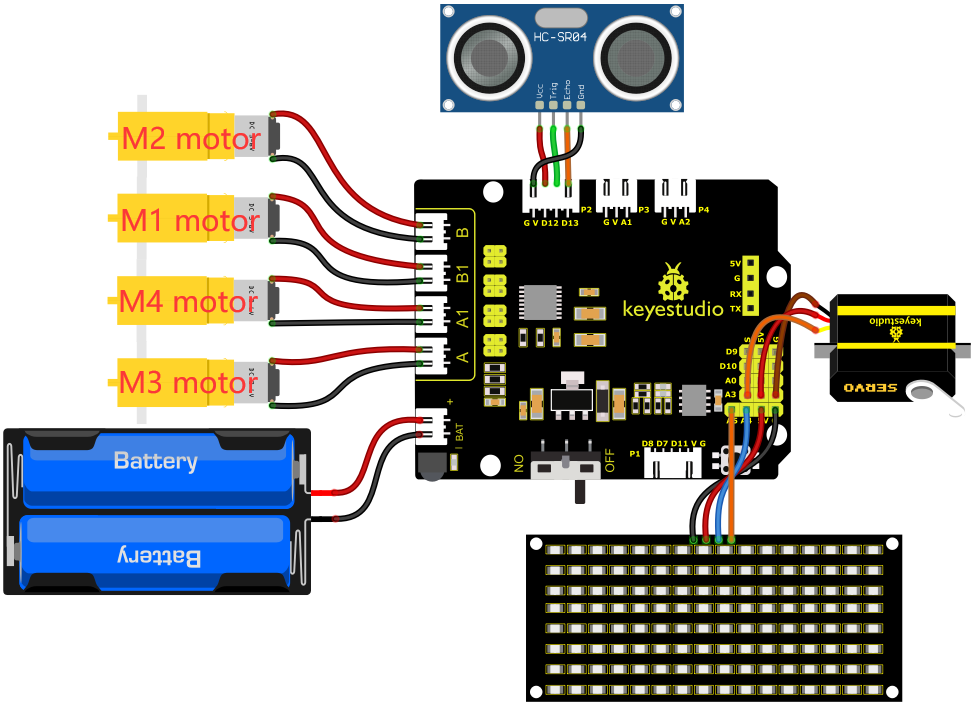 HC-SR04
Vcc
Trig
Echo
Gnd
M2 motor
M1 motor
M4 motor
M3 motor
B
B1
A1
A
+
- BAT
P2
G V D12 D13
P3
G V A1
P4
G V A2
5V
G
RX
TX
keyestudio
S 5V G
D9
D10
A0
A3
keyestudio
SERVO
NO
OFF
P1
D8 D7 D11 V G
Battery
Battery